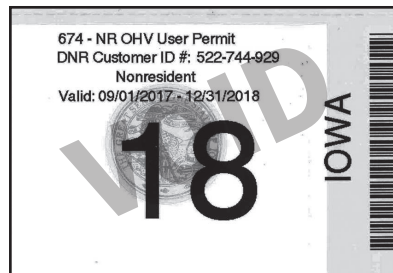 674 - NR OHV User Permit
DNR Customer ID #: 522-744-929
Nonresident
Valid: 09/01/2017 - 12/31/2018
VOID
18
IOWA